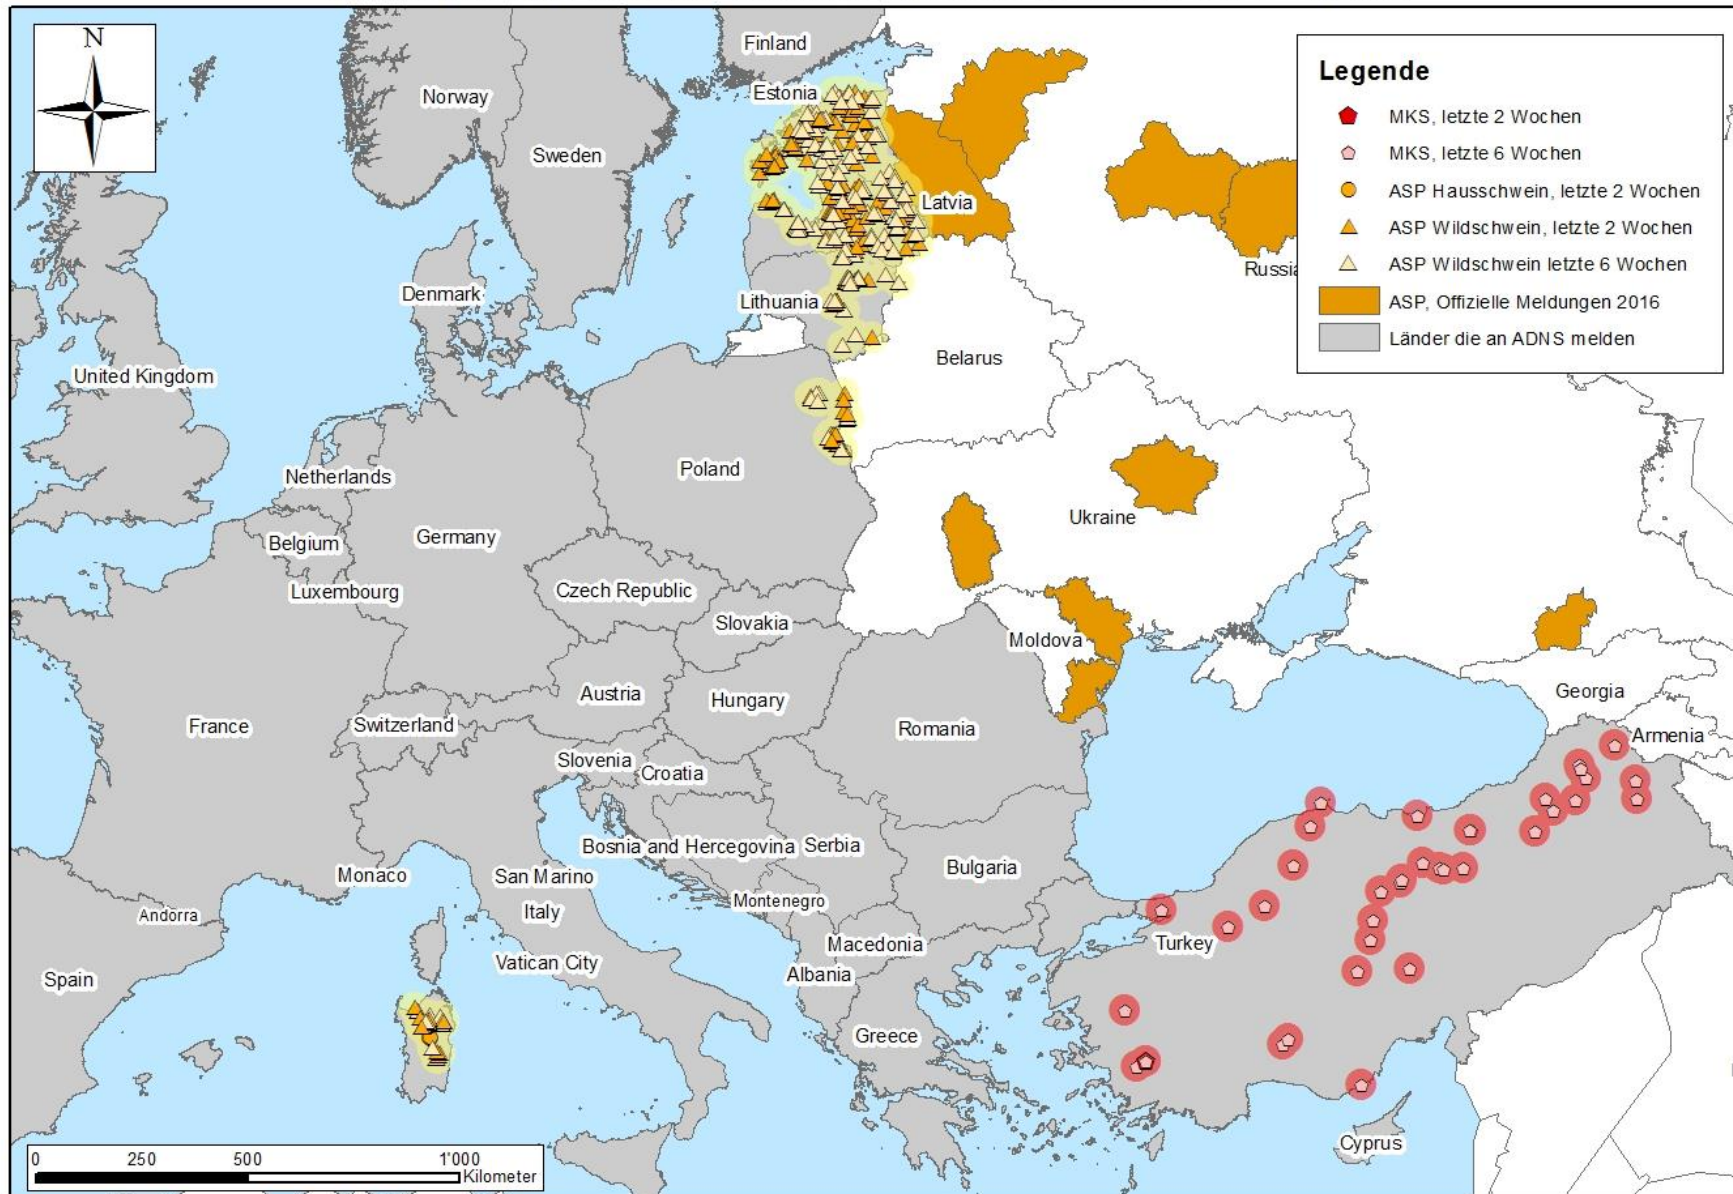 N
Finland
Norway
Estonia
Sweden
Latvia
Russia
Denmark
Lithuania
Belarus
United Kingdom
Netherlands
Poland
Ukraine
Belgium
Germany
Luxembourg
Czech Republic
Slovakia
Moldova
Austria
Hungary
Georgia
France
Switzerland
Romania
Armenia
Slovenia
Croatia
Bosnia and Hercegovina
Serbia
Bulgaria
Monaco
San Marino
Andorra
Italy
Montenegro
Macedonia
Turkey
Vatican City
Albania
Spain
Greece
Cyprus
Legende
MKS, letzte 2 Wochen
MKS, letzte 6 Wochen
ASP Hausschwein, letzte 2 Wochen
ASP Wildschwein, letzte 2 Wochen
ASP Wildschwein letzte 6 Wochen
ASP, Offizielle Meldungen 2016
Länder die an ADNS melden
0 250 500 1'000
Kilometer